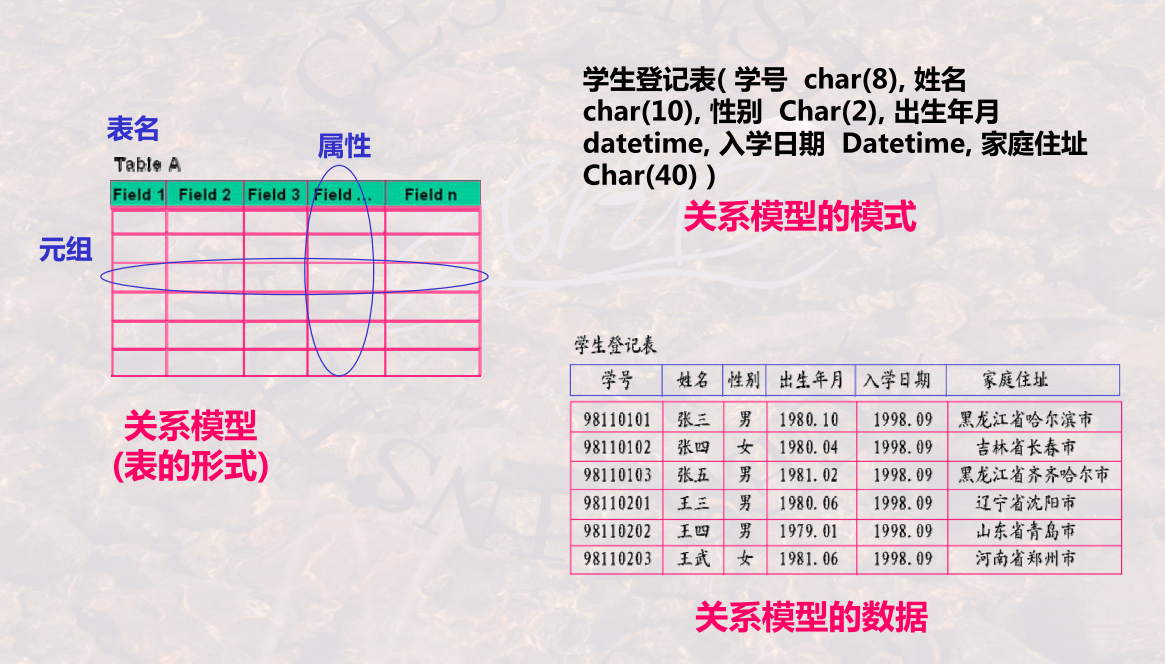 表名
属性
Table A
Field 1 Field 2 Field 3 Field ... Field n
元组
关系模型
(表的形式)
学生登记表( 学号 char(8), 姓名
char(10), 性别 Char(2), 出生年月
datetime, 入学日期 Datetime, 家庭住址
Char(40) )
关系模型的模式
学生登记表
学号 姓名 性别 出生年月 入学日期 家庭住址
98110101 张三 男 1980.10 1998.09 黑龙江省哈尔滨市
98110102 张四 女 1980.04 1998.09 吉林省长春市
98110103 张五 男 1981.02 1998.09 黑龙江省齐齐哈尔市
98110201 王三 男 1980.06 1998.09 辽宁省沈阳市
98110202 王四 男 1979.01 1998.09 山东省青岛市
98110203 王武 女 1981.06 1998.09 河南省郑州市
关系模型的数据